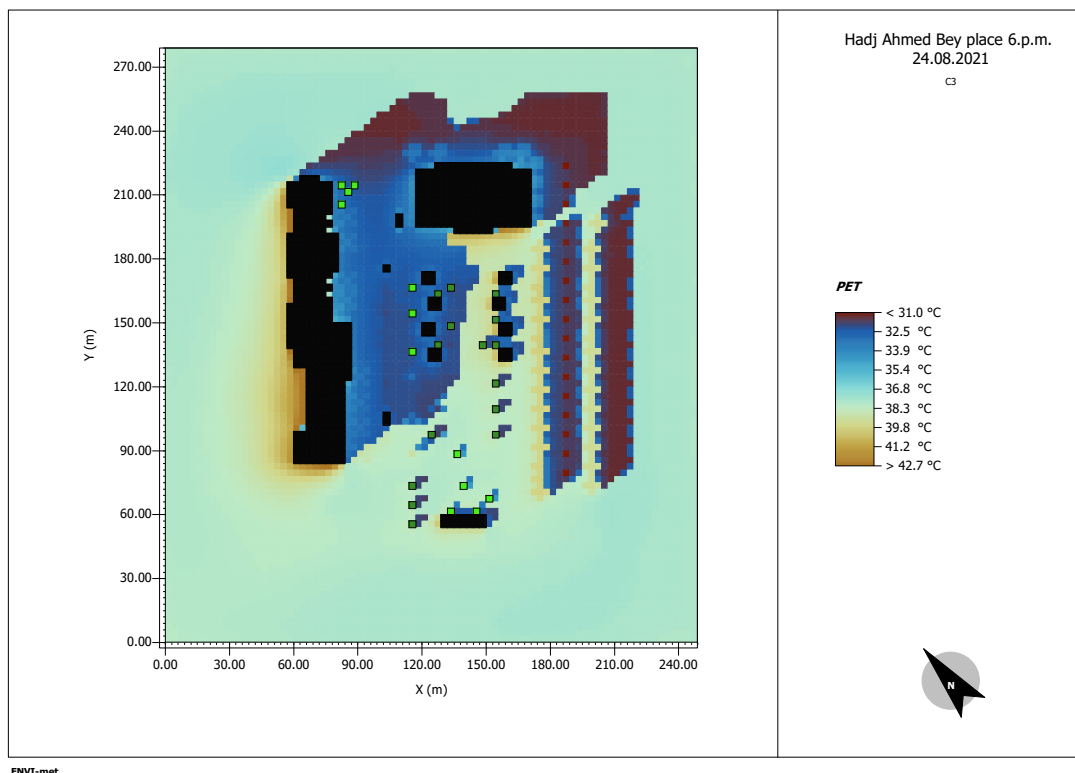 Hadj Ahmed Bey place 6.p.m.
24.08.2021
C3
270.00
240.00
210.00
180.00
150.00
120.00
90.00
60.00
30.00
0.00
Y (m)
0.00 30.00 60.00 90.00 120.00 150.00 180.00 210.00 240.00
X (m)
PET
< 31.0 °C
32.5 °C
33.9 °C
35.4 °C
36.8 °C
38.3 °C
39.8 °C
41.2 °C
> 42.7 °C
N
ENVI-met